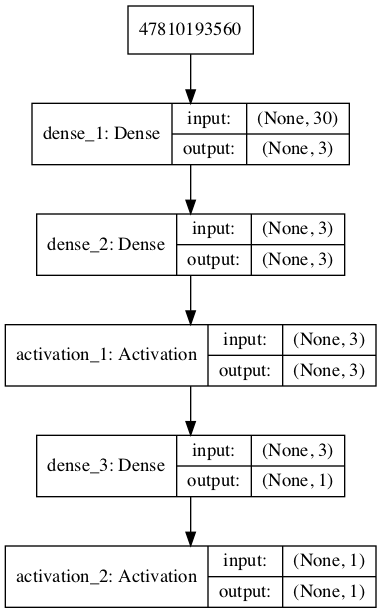 47810193560
dense_1: Dense
input:
(None, 30)
output:
(None, 3)
dense_2: Dense
input:
(None, 3)
output:
(None, 3)
activation_1: Activation
input:
(None, 3)
output:
(None, 3)
dense_3: Dense
input:
(None, 3)
output:
(None, 1)
activation_2: Activation
input:
(None, 1)
output:
(None, 1)